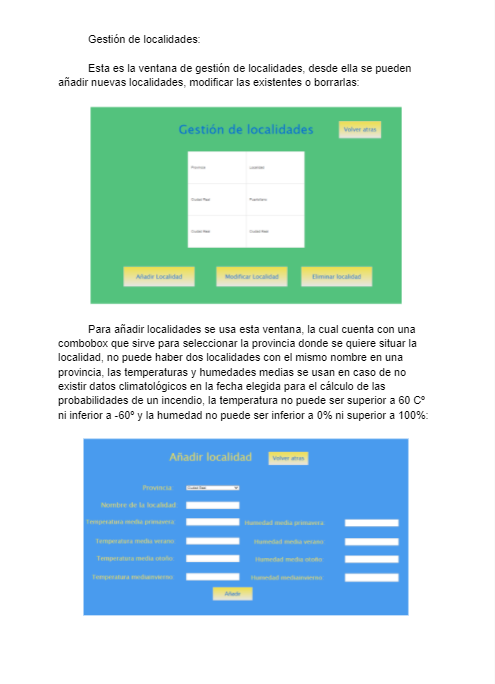 Gestión de localidades:
Esta es la ventana de gestión de localidades, desde ella se pueden
añadir nuevas localidades, modificar las existentes o borrarlas:
Gestión de localidades
Volver atras
Provincia Localidad
Ciudad Real
Ciudad Real Ciudad Real
Añadir Localidad Modificar Localidad Eliminar localidad
Para añadir localidades se usa esta ventana, la cual cuenta con una
combobox que sirve para seleccionar la provincia donde se quiere situar la
localidad, no puede haber dos localidades con el mismo nombre en una
provincia, las temperaturas y humedades medias se usan en caso de no
existir datos climatológicos en la fecha elegida para el cálculo de las
probabilidades de un incendio, la temperatura no puede ser superior a 60 Cº
ni inferior a -60º y la humedad no puede ser inferior a 0% ni superior a 100%:
Añadir localidad
Volver atras
Provincia:
Ciudad Real
Nombre de la localidad:
Temperatura media primavera: Humedad media primavera:
Temperatura media verano: Humedad media verano:
Temperatura media otoño: Humedad media otoño:
Temperatura mediainvierno: Humedad mediainvierno:
Añadir